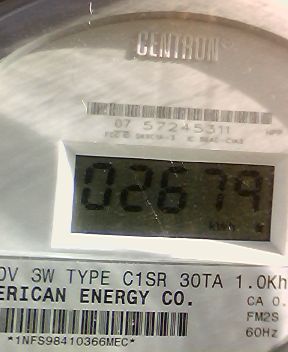 CENTRON®
07 57245311
02679
kWh
0V 3W TYPE C1SR 30TA 1.0Kh
ERICAN ENERGY CO.
CA 0.
FM2S
60Hz
*1NFS98410366MEC*